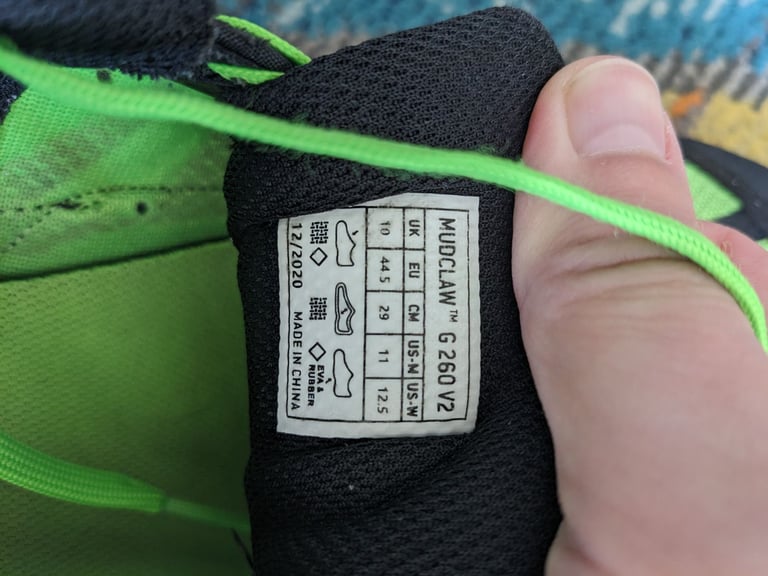 MUDCLAW™ G 260 V2
UK EU CM US-M US-W
10 44.5 29 11 12.5
EVA &
RUBBER
12/2020 MADE IN CHINA